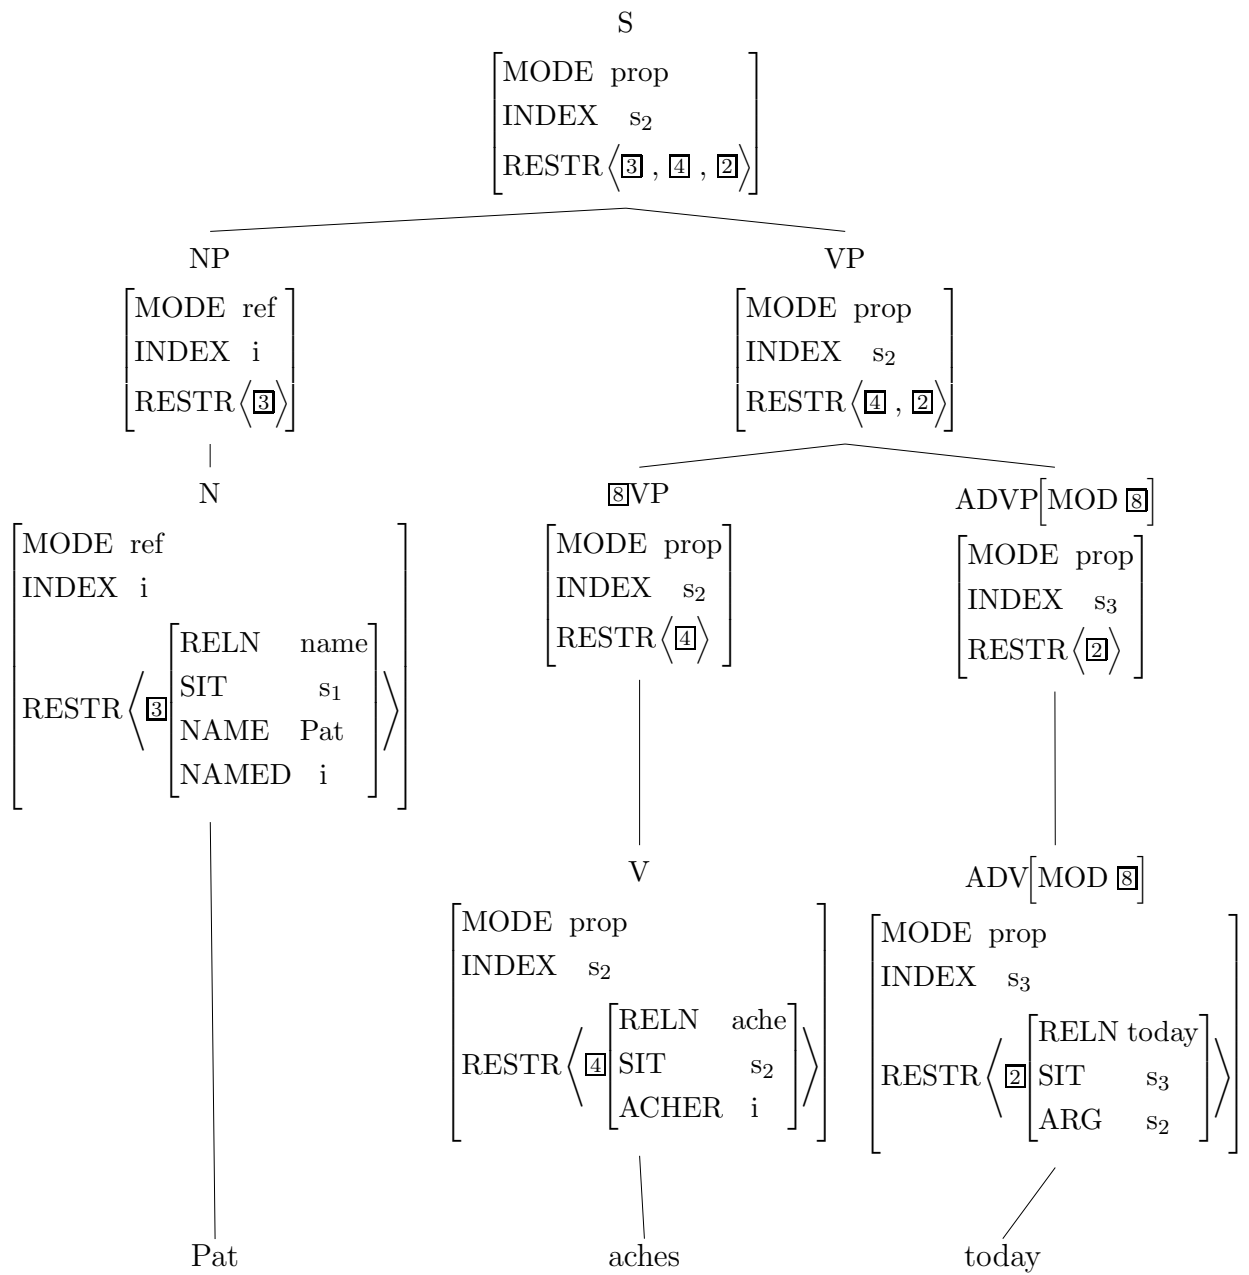 S
MODE prop
INDEX s₂
RESTR⟨3 , 4 , 2⟩
NP
MODE ref
INDEX i
RESTR⟨3⟩
VP
MODE prop
INDEX s₂
RESTR⟨4 , 2⟩
N
MODE ref
INDEX i
RESTR⟨3[RELN name
SIT s₁
NAME Pat
NAMED i]⟩
8VP
MODE prop
INDEX s₂
RESTR⟨4⟩
ADVP[MOD 8]
MODE prop
INDEX s₃
RESTR⟨2⟩
V
MODE prop
INDEX s₂
RESTR⟨4[RELN ache
SIT s₂
ACHER i]⟩
ADV[MOD 8]
MODE prop
INDEX s₃
RESTR⟨2[RELN today
SIT s₃
ARG s₂]⟩
Pat aches today